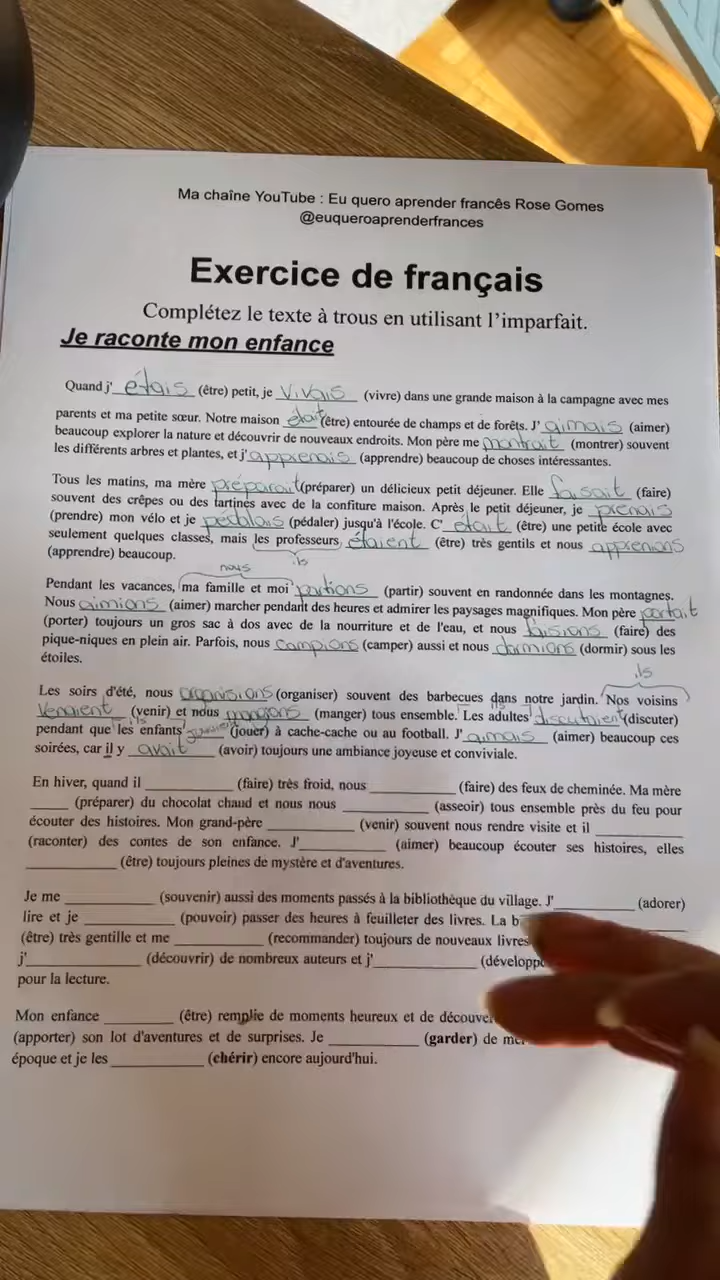 Ma chaîne YouTube : Eu quero aprender francês Rose Gomes
@euqueroaprenderfrances
Exercice de français
Complétez le texte à trous en utilisant l'imparfait.
Je raconte mon enfance
Quand j' étais (être) petit, je vivais (vivre) dans une grande maison à la campagne avec mes
parents et ma petite sœur. Notre maison était (être) entourée de champs et de forêts. J' aimais (aimer)
beaucoup explorer la nature et découvrir de nouveaux endroits. Mon père me montrait (montrer) souvent
les différents arbres et plantes, et j' apprenais (apprendre) beaucoup de choses intéressantes.
Tous les matins, ma mère préparait (préparer) un délicieux petit déjeuner. Elle faisait (faire)
souvent des crêpes ou des tartines avec de la confiture maison. Après le petit déjeuner, je prenais
(prendre) mon vélo et je pédalais (pédaler) jusqu'à l'école. C' était (être) une petite école avec
seulement quelques classes, mais les professeurs étaient (être) très gentils et nous apprenions
(apprendre) beaucoup.
ils
nous
Pendant les vacances, ma famille et moi partions (partir) souvent en randonnée dans les montagnes.
Nous aimions (aimer) marcher pendant des heures et admirer les paysages magnifiques. Mon père portait
(porter) toujours un gros sac à dos avec de la nourriture et de l'eau, et nous faisions (faire) des
pique-niques en plein air. Parfois, nous campions (camper) aussi et nous dormions (dormir) sous les
étoiles.
ils
Les soirs d'été, nous organisions (organiser) souvent des barbecues dans notre jardin. Nos voisins
venaient (venir) et nous mangions (manger) tous ensemble. Les adultes discutaient (discuter)
ils
ils
pendant que les enfants (jouer) à cache-cache ou au football. J' aimais (aimer) beaucoup ces
soirées, car il y avait (avoir) toujours une ambiance joyeuse et conviviale.
En hiver, quand il (faire) très froid, nous (faire) des feux de cheminée. Ma mère
(préparer) du chocolat chaud et nous nous (asseoir) tous ensemble près du feu pour
écouter des histoires. Mon grand-père (venir) souvent nous rendre visite et il
(raconter) des contes de son enfance. J' (aimer) beaucoup écouter ses histoires, elles
(être) toujours pleines de mystère et d'aventures.
Je me (souvenir) aussi des moments passés à la bibliothèque du village. J' (adorer)
lire et je (pouvoir) passer des heures à feuilleter des livres. La b
(être) très gentille et me (recommander) toujours de nouveaux livres
j' (découvrir) de nombreux auteurs et j' (développe
pour la lecture.
Mon enfance (être) remplie de moments heureux et de découve
(apporter) son lot d'aventures et de surprises. Je (garder) de
époque et je les (chérir) encore aujourd'hui.